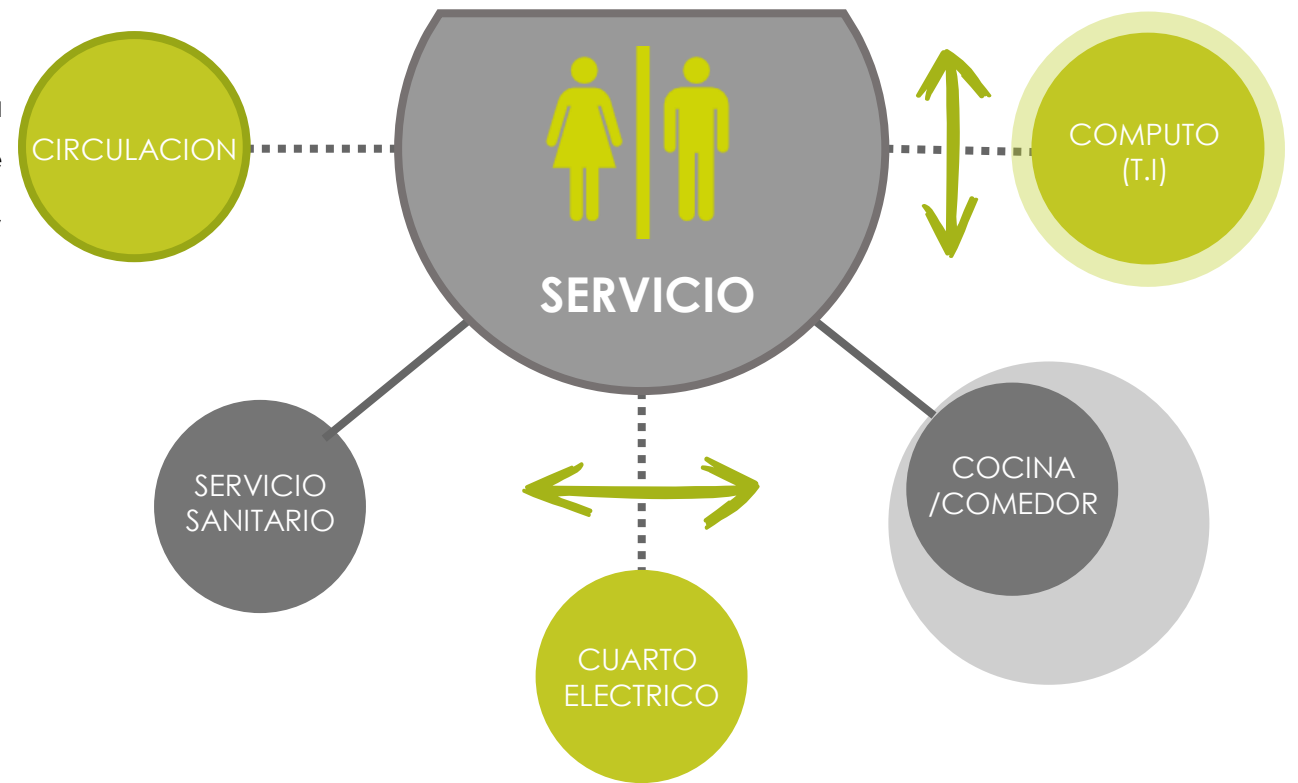 CIRCULACION
COMPUTO
(T.I)
SERVICIO
SERVICIO
SANITARIO
COCINA
/COMEDOR
CUARTO
ELECTRICO